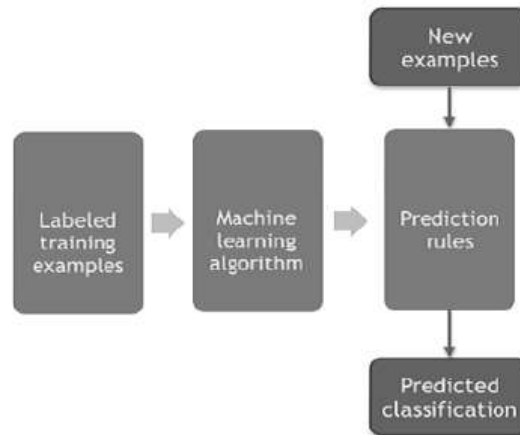 New
examples
Labeled
training
examples
Machine
learning
algorithm
Prediction
rules
Predicted
classification